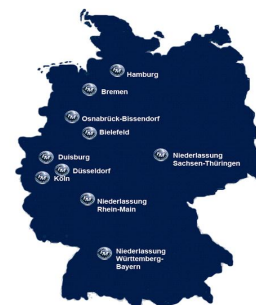 Hamburg
Bremen
Osnabrück-Bissendorf
Bielefeld
Duisburg
Düsseldorf
Köln
Niederlassung
Sachsen-Thüringen
Niederlassung
Rhein-Main
Niederlassung
Württemberg-
Bayern